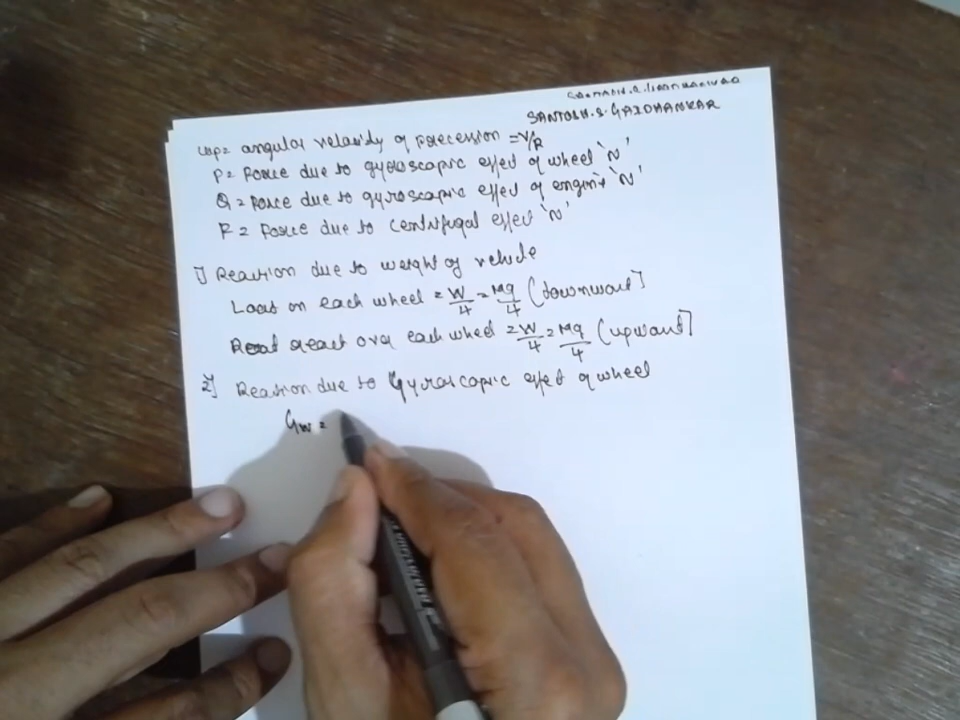 SANTOSH.S.GAIDHANKAR
ωp= angular velocity of precession = V/R
P= Force due to gyroscopic effect of wheel 'N'
Q= Force due to gyroscopic effect of engine 'N'
F= Force due to centrifugal effect 'N'
1] Reaction due to weight of vehicle
Load on each wheel = W/4 = Mg/4 (downward]
react over each wheel = W/4 = Mg/4 (upward]
2] Reaction due to Gyroscopic effect of wheel
Gw =